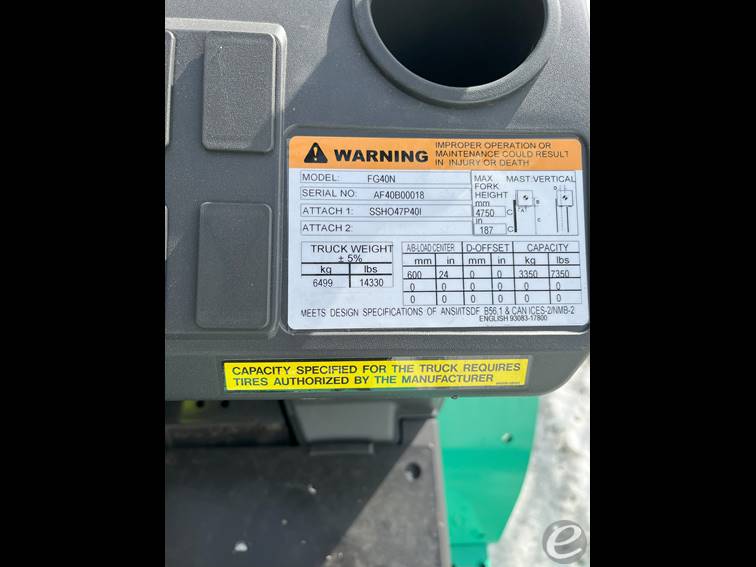 WARNING
IMPROPER OPERATION OR
MAINTENANCE COULD RESULT
IN INJURY OR DEATH
MODEL: FG40N
SERIAL NO: AF40B00018
ATTACH 1: SSHO47P40I
ATTACH 2:
MAX FORK HEIGHT
mm
4750
in
187
MAST:VERTICAL
D
A
B
C
C
C
TRUCK WEIGHT
± 5%
kg lbs
6499 14330
A/B-LOAD CENTER D-OFFSET CAPACITY
mm in mm in kg lbs
600 24 0 0 3350 7350
0 0 0 0 0 0
0 0 0 0 0 0
MEETS DESIGN SPECIFICATIONS OF ANSI/ITSDF B56.1 & CAN ICES-2/NMB-2
ENGLISH 93083-17800
CAPACITY SPECIFIED FOR THE TRUCK REQUIRES
TIRES AUTHORIZED BY THE MANUFACTURER
e